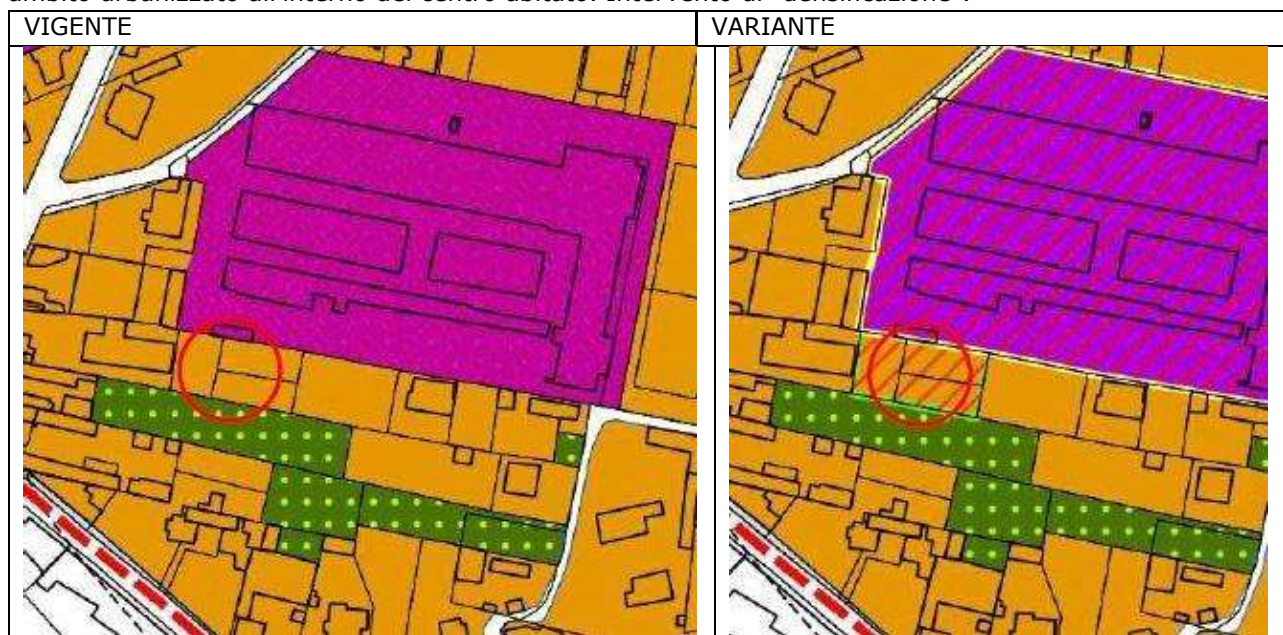 ambito urbanizzato all'interno del centro abitato. Intervento di "densificazione".
VIGENTE
VARIANTE